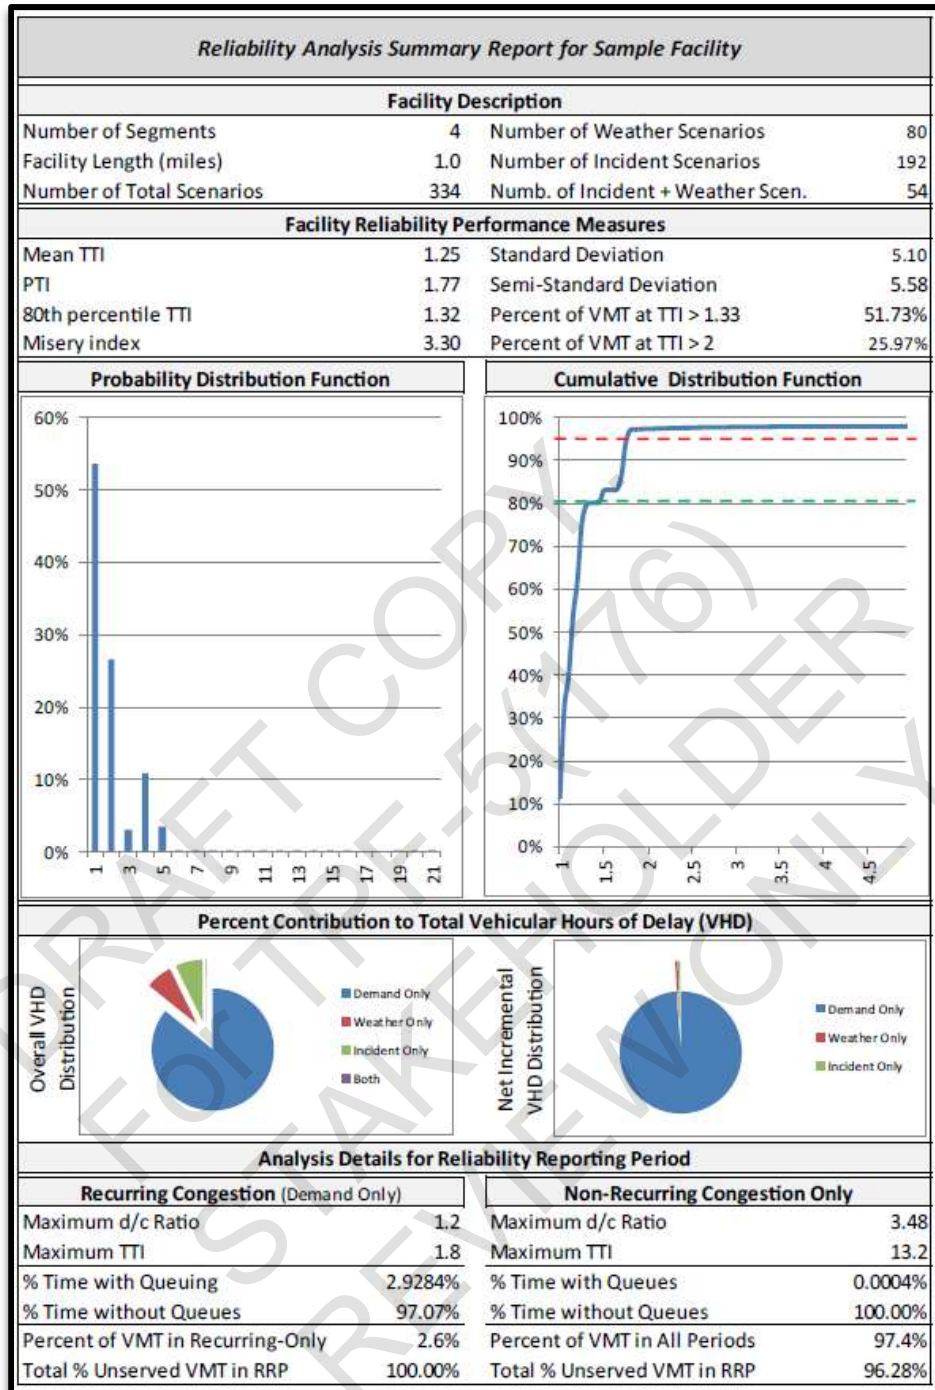 Reliability Analysis Summary Report for Sample Facility
Facility Description
Number of Segments 4 Number of Weather Scenarios 80
Facility Length (miles) 1.0 Number of Incident Scenarios 192
Number of Total Scenarios 334 Numb. of Incident + Weather Scen. 54
Facility Reliability Performance Measures
Mean TTI 1.25 Standard Deviation 5.10
PTI 1.77 Semi-Standard Deviation 5.58
80th percentile TTI 1.32 Percent of VMT at TTI > 1.33 51.73%
Misery index 3.30 Percent of VMT at TTI > 2 25.97%
Probability Distribution Function
60%
50%
40%
30%
20%
10%
0%
1 3 5 7 9 11 13 15 17 19 21
Cumulative Distribution Function
100%
90%
80%
70%
60%
50%
40%
30%
20%
10%
0%
1 1.5 2 2.5 3 3.5 4 4.5
Percent Contribution to Total Vehicular Hours of Delay (VHD)
Overall VHD
Distribution
Demand Only
Weather Only
Incident Only
Both
Net Incremental
VHD Distribution
Demand Only
Weather Only
Incident Only
Analysis Details for Reliability Reporting Period
Recurring Congestion (Demand Only) Non-Recurring Congestion Only
Maximum d/c Ratio 1.2 Maximum d/c Ratio 3.48
Maximum TTI 1.8 Maximum TTI 13.2
% Time with Queuing 2.9284% % Time with Queues 0.0004%
% Time without Queues 97.07% % Time without Queues 100.00%
Percent of VMT in Recurring-Only 2.6% Percent of VMT in All Periods 97.4%
Total % Unserved VMT in RRP 100.00% Total % Unserved VMT in RRP 96.28%
DRAFT COPY
For TPF-5(176)
STAKEHOLDER
REVIEW ONLY